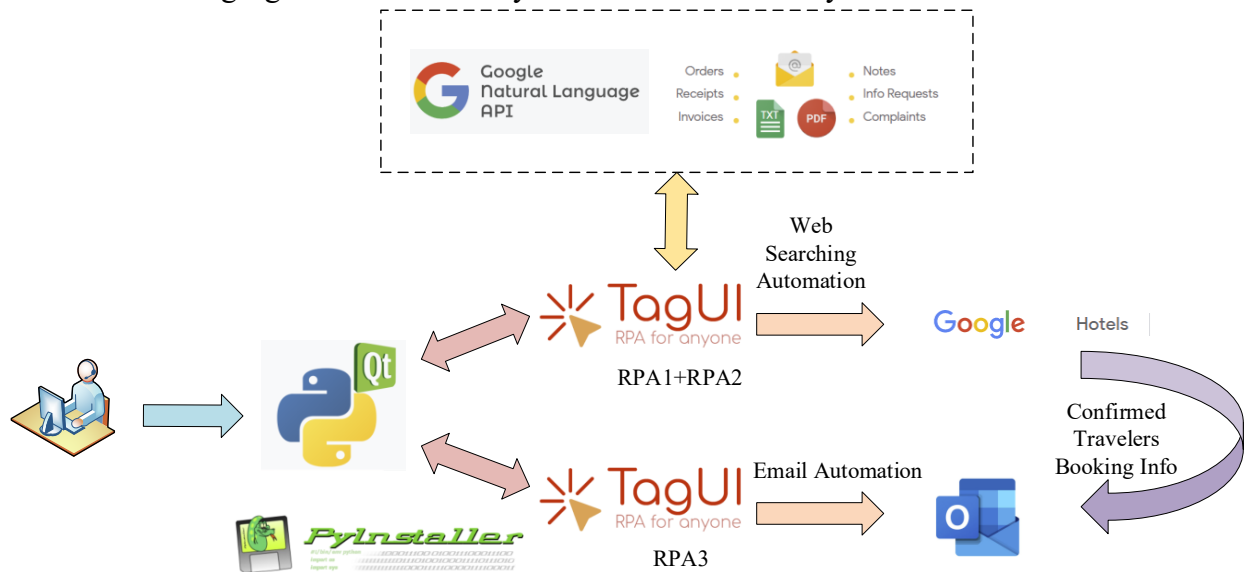 Google
Natural Language
API
Orders
Receipts
Invoices
@
TXT
PDF
Notes
Info Requests
Complaints
Web
Searching
Automation
TagUI
RPA for anyone
RPA1+RPA2
Google Hotels
Qt
Confirmed
Travelers
Booking Info
Email Automation
TagUI
RPA for anyone
RPA3
O
PyInstaller